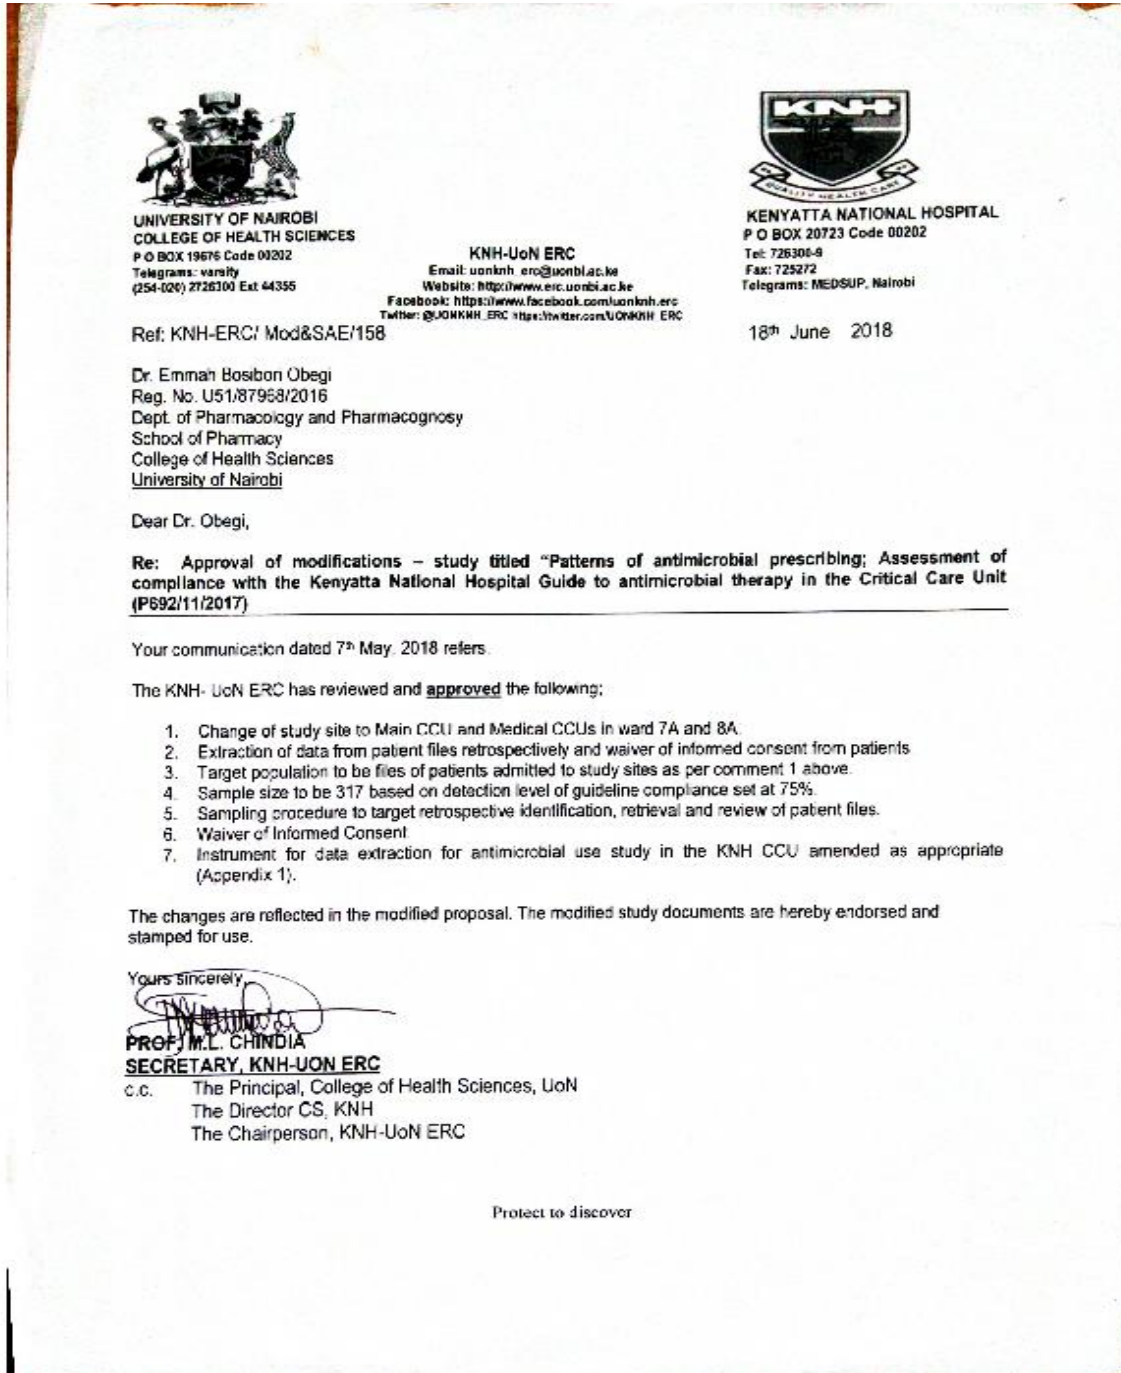 KNH
QUALITY HEALTH CARE
UNIVERSITY OF NAIROBI
COLLEGE OF HEALTH SCIENCES
P O BOX 19676 Code 00202
Telegrams: varsity
(254-020) 2726300 Ext 44355
KNH-UoN ERC
Email: uonknh_erc@uonbi.ac.ke
Website: http://www.erc.uonbi.ac.ke
Facebook: https://www.facebook.com/uonknh.erc
Twitter: @UONKNH_ERC https://twitter.com/UONKNH_ERC
KENYATTA NATIONAL HOSPITAL
P O BOX 20723 Code 00202
Tel: 726300-9
Fax: 725272
Telegrams: MEDSUP, Nairobi
Ref: KNH-ERC/ Mod&SAE/158
18th June 2018
Dr. Emmah Bosibori Obegi
Reg. No. U51/87968/2016
Dept. of Pharmacology and Pharmacognosy
School of Pharmacy
College of Health Sciences
University of Nairobi
Dear Dr. Obegi,
Re: Approval of modifications – study titled “Patterns of antimicrobial prescribing; Assessment of
compliance with the Kenyatta National Hospital Guide to antimicrobial therapy in the Critical Care Unit
(P692/11/2017)
Your communication dated 7th May, 2018 refers.
The KNH- UoN ERC has reviewed and approved the following;
1. Change of study site to Main CCU and Medical CCUs in ward 7A and 8A.
2. Extraction of data from patient files retrospectively and waiver of informed consent from patients
3. Target population to be files of patients admitted to study sites as per comment 1 above.
4. Sample size to be 317 based on detection level of guideline compliance set at 75%.
5. Sampling procedure to target retrospective identification, retrieval and review of patient files.
6. Waiver of Informed Consent
7. Instrument for data extraction for antimicrobial use study in the KNH CCU amended as appropriate
(Appendix 1).
The changes are reflected in the modified proposal. The modified study documents are hereby endorsed and
stamped for use.
Yours sincerely,
PROF. M.L. CHINDIA
SECRETARY, KNH-UON ERC
c.c. The Principal, College of Health Sciences, UoN
The Director CS, KNH
The Chairperson, KNH-UoN ERC
Protect to discover